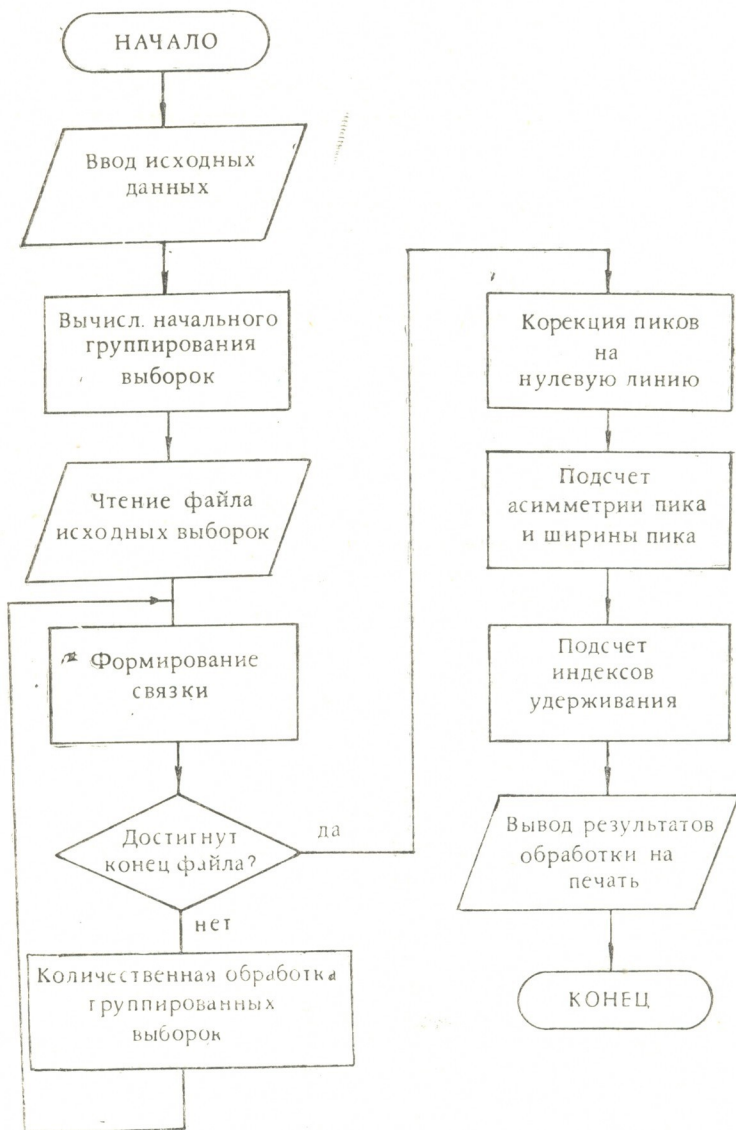 НАЧАЛО
Ввод исходных
данных
Вычисл. начального
группирования
выборок
Чтение файла
исходных выборок
Формирование
связки
Достигнут
конец файла?
да
нет
Количественная обработка
группированных
выборок
Корекция пиков
на
нулевую линию
Подсчет
асимметрии пика
и ширины пика
Подсчет
индексов
удерживания
Вывод результатов
обработки на
печать
КОНЕЦ